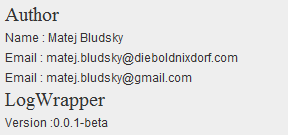 Author
Name : Matej Bludsky
Email : matej.bludsky@dieboldnixdorf.com
Email : matej.bludsky@gmail.com
LogWrapper
Version :0.0.1-beta